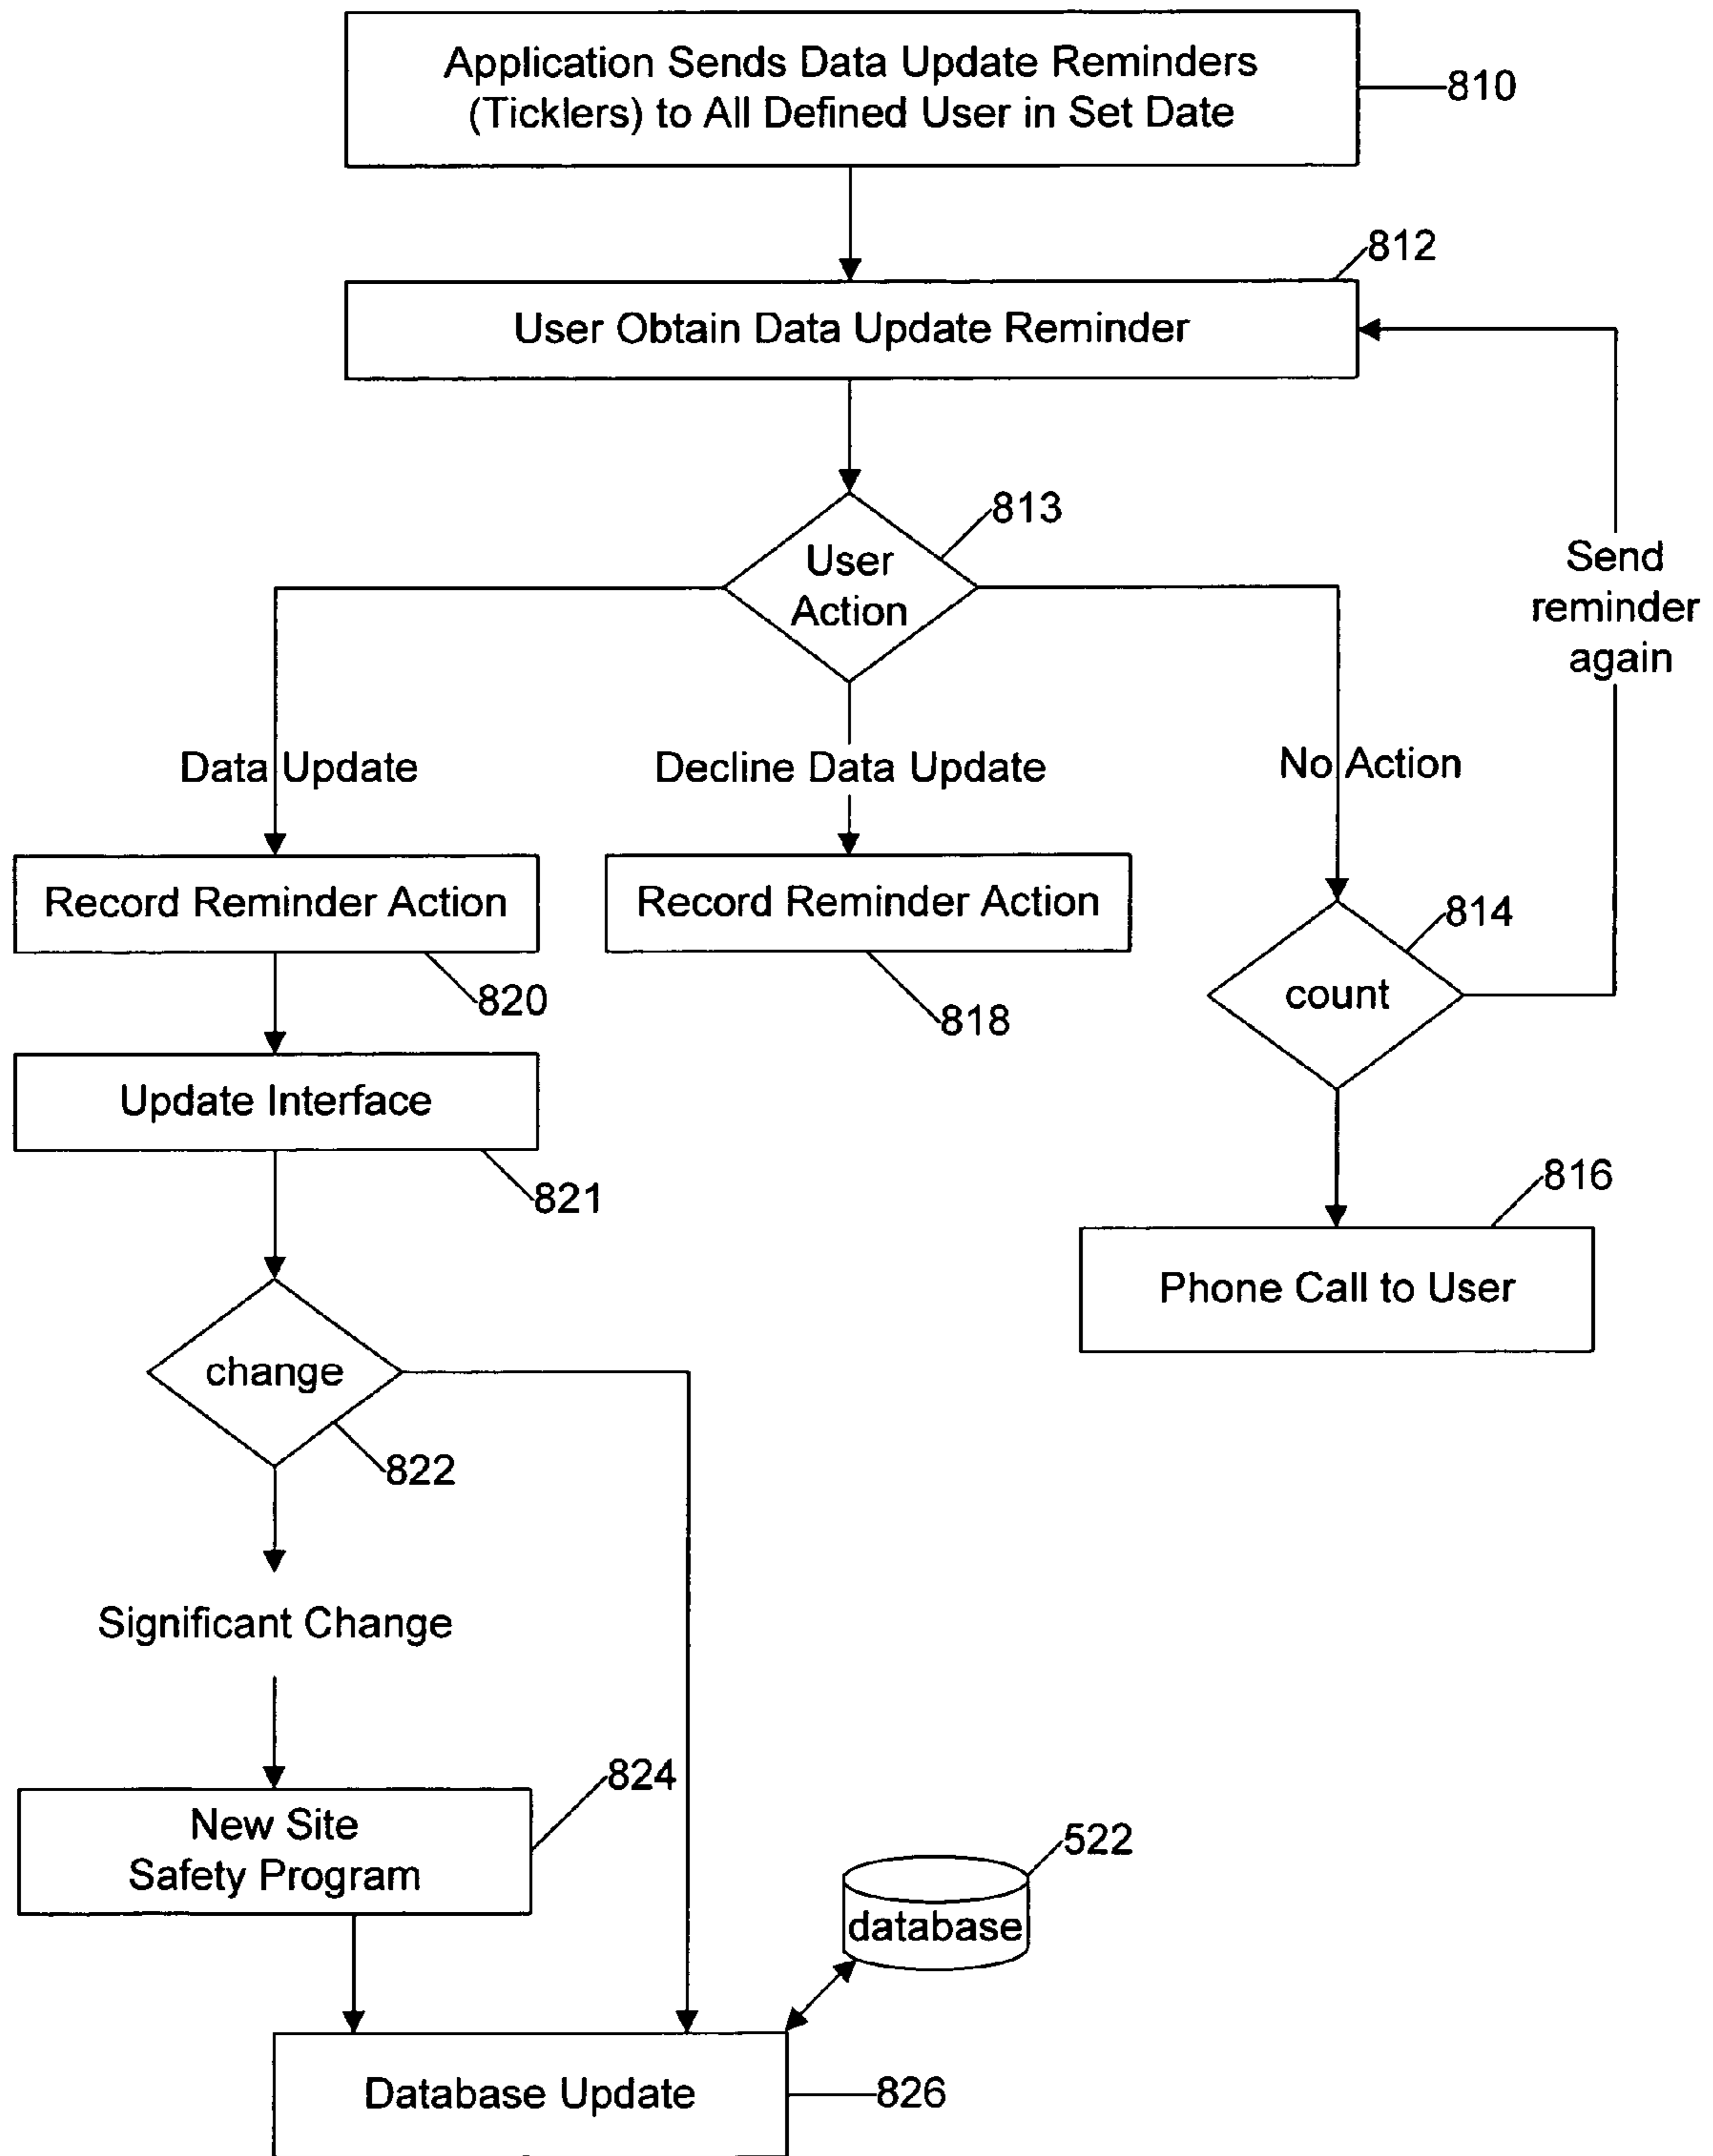 Application Sends Data Update Reminders
(Ticklers) to All Defined User in Set Date
810
812
User Obtain Data Update Reminder
813
User
Action
Send
reminder
again
Data Update
Decline Data Update
No Action
Record Reminder Action
Record Reminder Action
814
count
820
818
Update Interface
821
816
Phone Call to User
change
822
Significant Change
824
New Site
Safety Program
522
database
Database Update
826